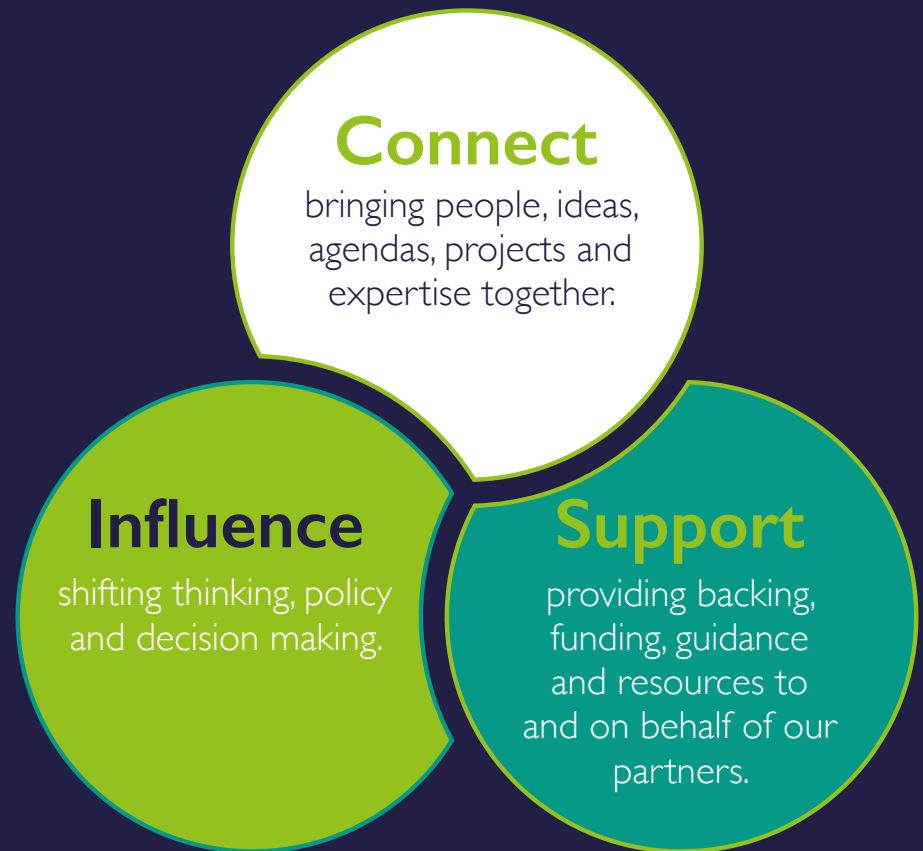 Connect
bringing people, ideas,
agendas, projects and
expertise together.
Influence
shifting thinking, policy
and decision making.
Support
providing backing,
funding, guidance
and resources to
and on behalf of our
partners.